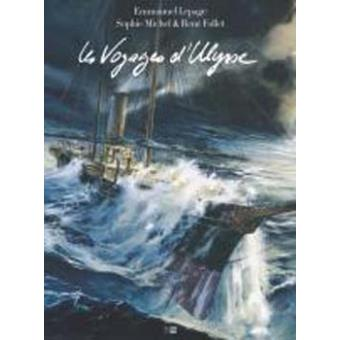 Emmanuel Lepage
Sophie Michel & René Follet
Les Voyages d'Ulysse